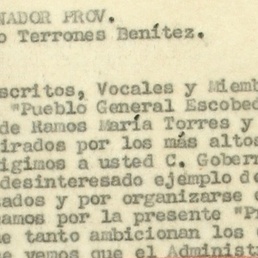 NADOR PROV.
o Terrones Benítez.
scritos, Vocales y Miemb
"Pueblo General Escobed
de Ramos María Torres y
irados por los más altos
igimos a usted C. Gobern
desinteresado ejemplo de
ados y por organizarse
amos por la presente "P
e tanto ambicionan los
e vemos que el Administ